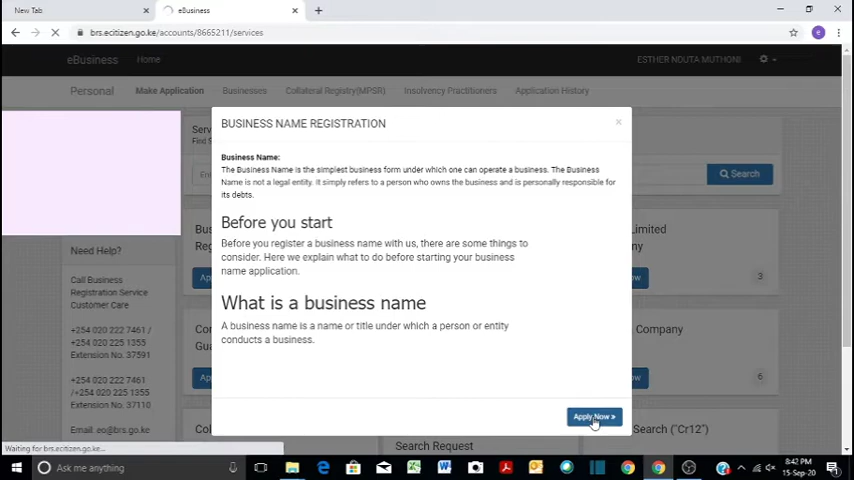 New Tab
eBusiness
brs.ecitizen.go.ke/accounts/8665211/services
eBusiness Home ESTHER NDUTA MUTHONI
Personal Make Application Businesses Collateral Registry(MPSR) Insolvency Practitioners Application History
BUSINESS NAME REGISTRATION ×
Business Name:
The Business Name is the simplest business form under which one can operate a business. The Business
Name is not a legal entity. It simply refers to a person who owns the business and is personally responsible for
its debts.
Search
Before you start
Before you register a business name with us, there are some things to
consider. Here we explain what to do before starting your business
name application.
Limited
3
What is a business name
A business name is a name or title under which a person or entity
conducts a business.
Company
6
Apply Now »
Need Help?
Call Business
Registration Service
Customer Care
+254 020 222 7461 /
+254 020 225 1355
Extension No. 37591
+254 020 222 7461
/+254 020 225 1355
Extension No. 37110
Email: eo@brs.go.ke
Search Request
Search ("Cr12")
Waiting for brs.ecitizen.go.ke...
Ask me anything
8:42 PM
15-Sep-20